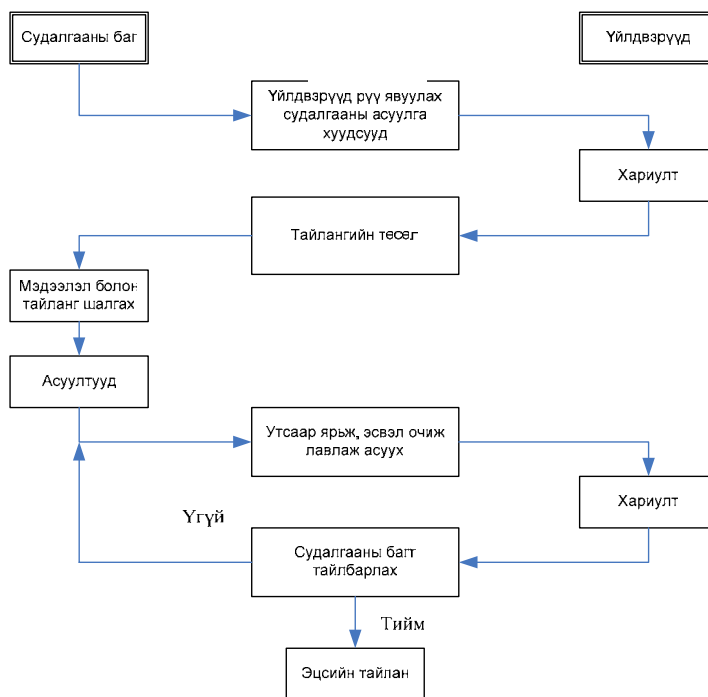 Судалгааны баг
Үйлдвэрүүд
Үйлдвэрүүд рүү явуулах
судалгааны асуулга
хуудсууд
Хариулт
Тайлангийн төсөл
Мэдээлэл болон
тайланг шалгах
Асуултууд
Утсаар ярьж, эсвэл очиж
лавлаж асуух
Хариулт
Үгүй
Судалгааны багт
тайлбарлах
Тийм
Эцсийн тайлан